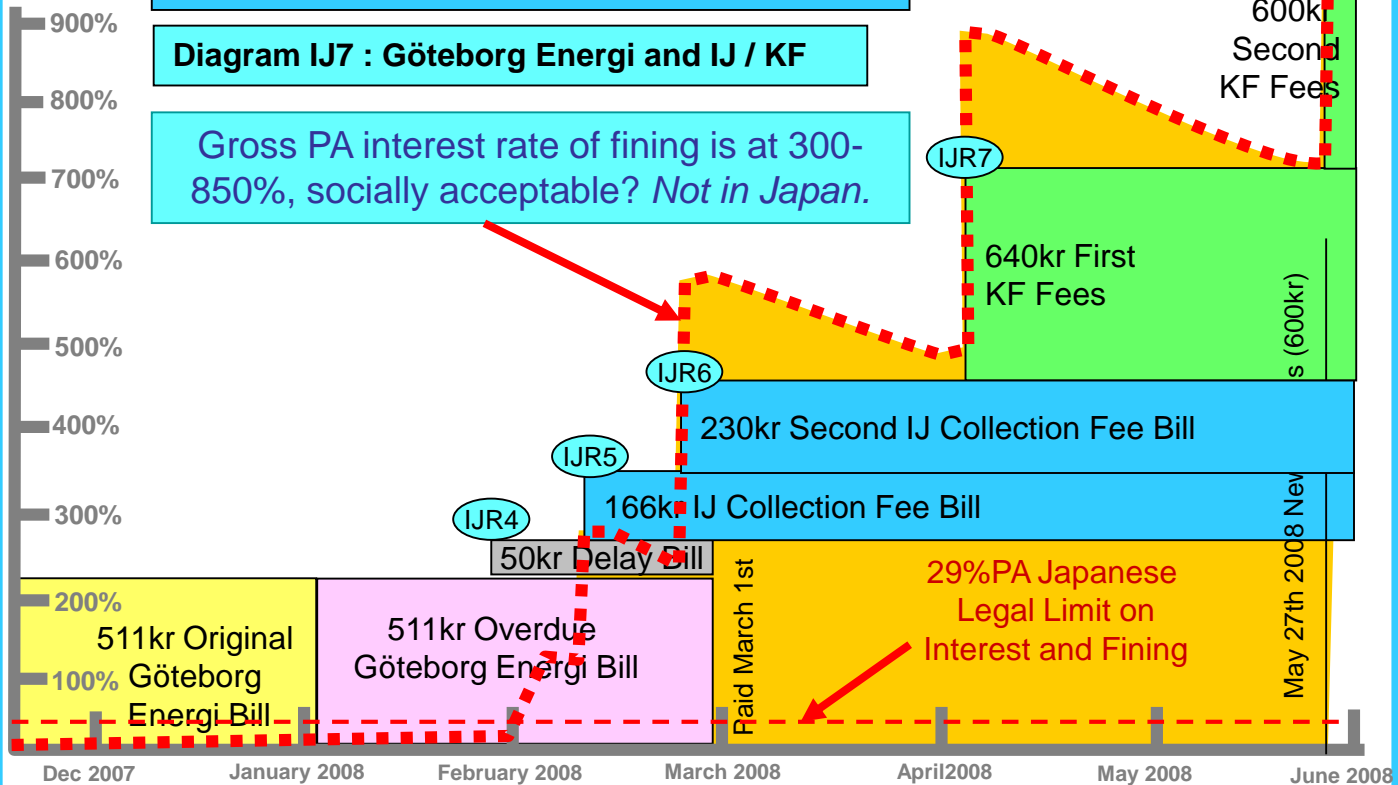 900%
800%
700%
600%
500%
400%
300%
200%
100%
Diagram IJ7 : Göteborg Energi and IJ / KF
Gross PA interest rate of fining is at 300-
850%, socially acceptable? Not in Japan.
600k
Second
KF Fees
IJR7
640kr First
KF Fees
IJR6
230kr Second IJ Collection Fee Bill
IJR5
166kr IJ Collection Fee Bill
IJR4
50kr Delay Bill
511kr Original
Göteborg
Energi Bill
511kr Overdue
Göteborg Energi Bill
Paid March 1st
29%PA Japanese
Legal Limit on
Interest and Fining
May 27th 2008 New
s (600kr)
Dec 2007
January 2008
February 2008
March 2008
April2008
May 2008
June 2008